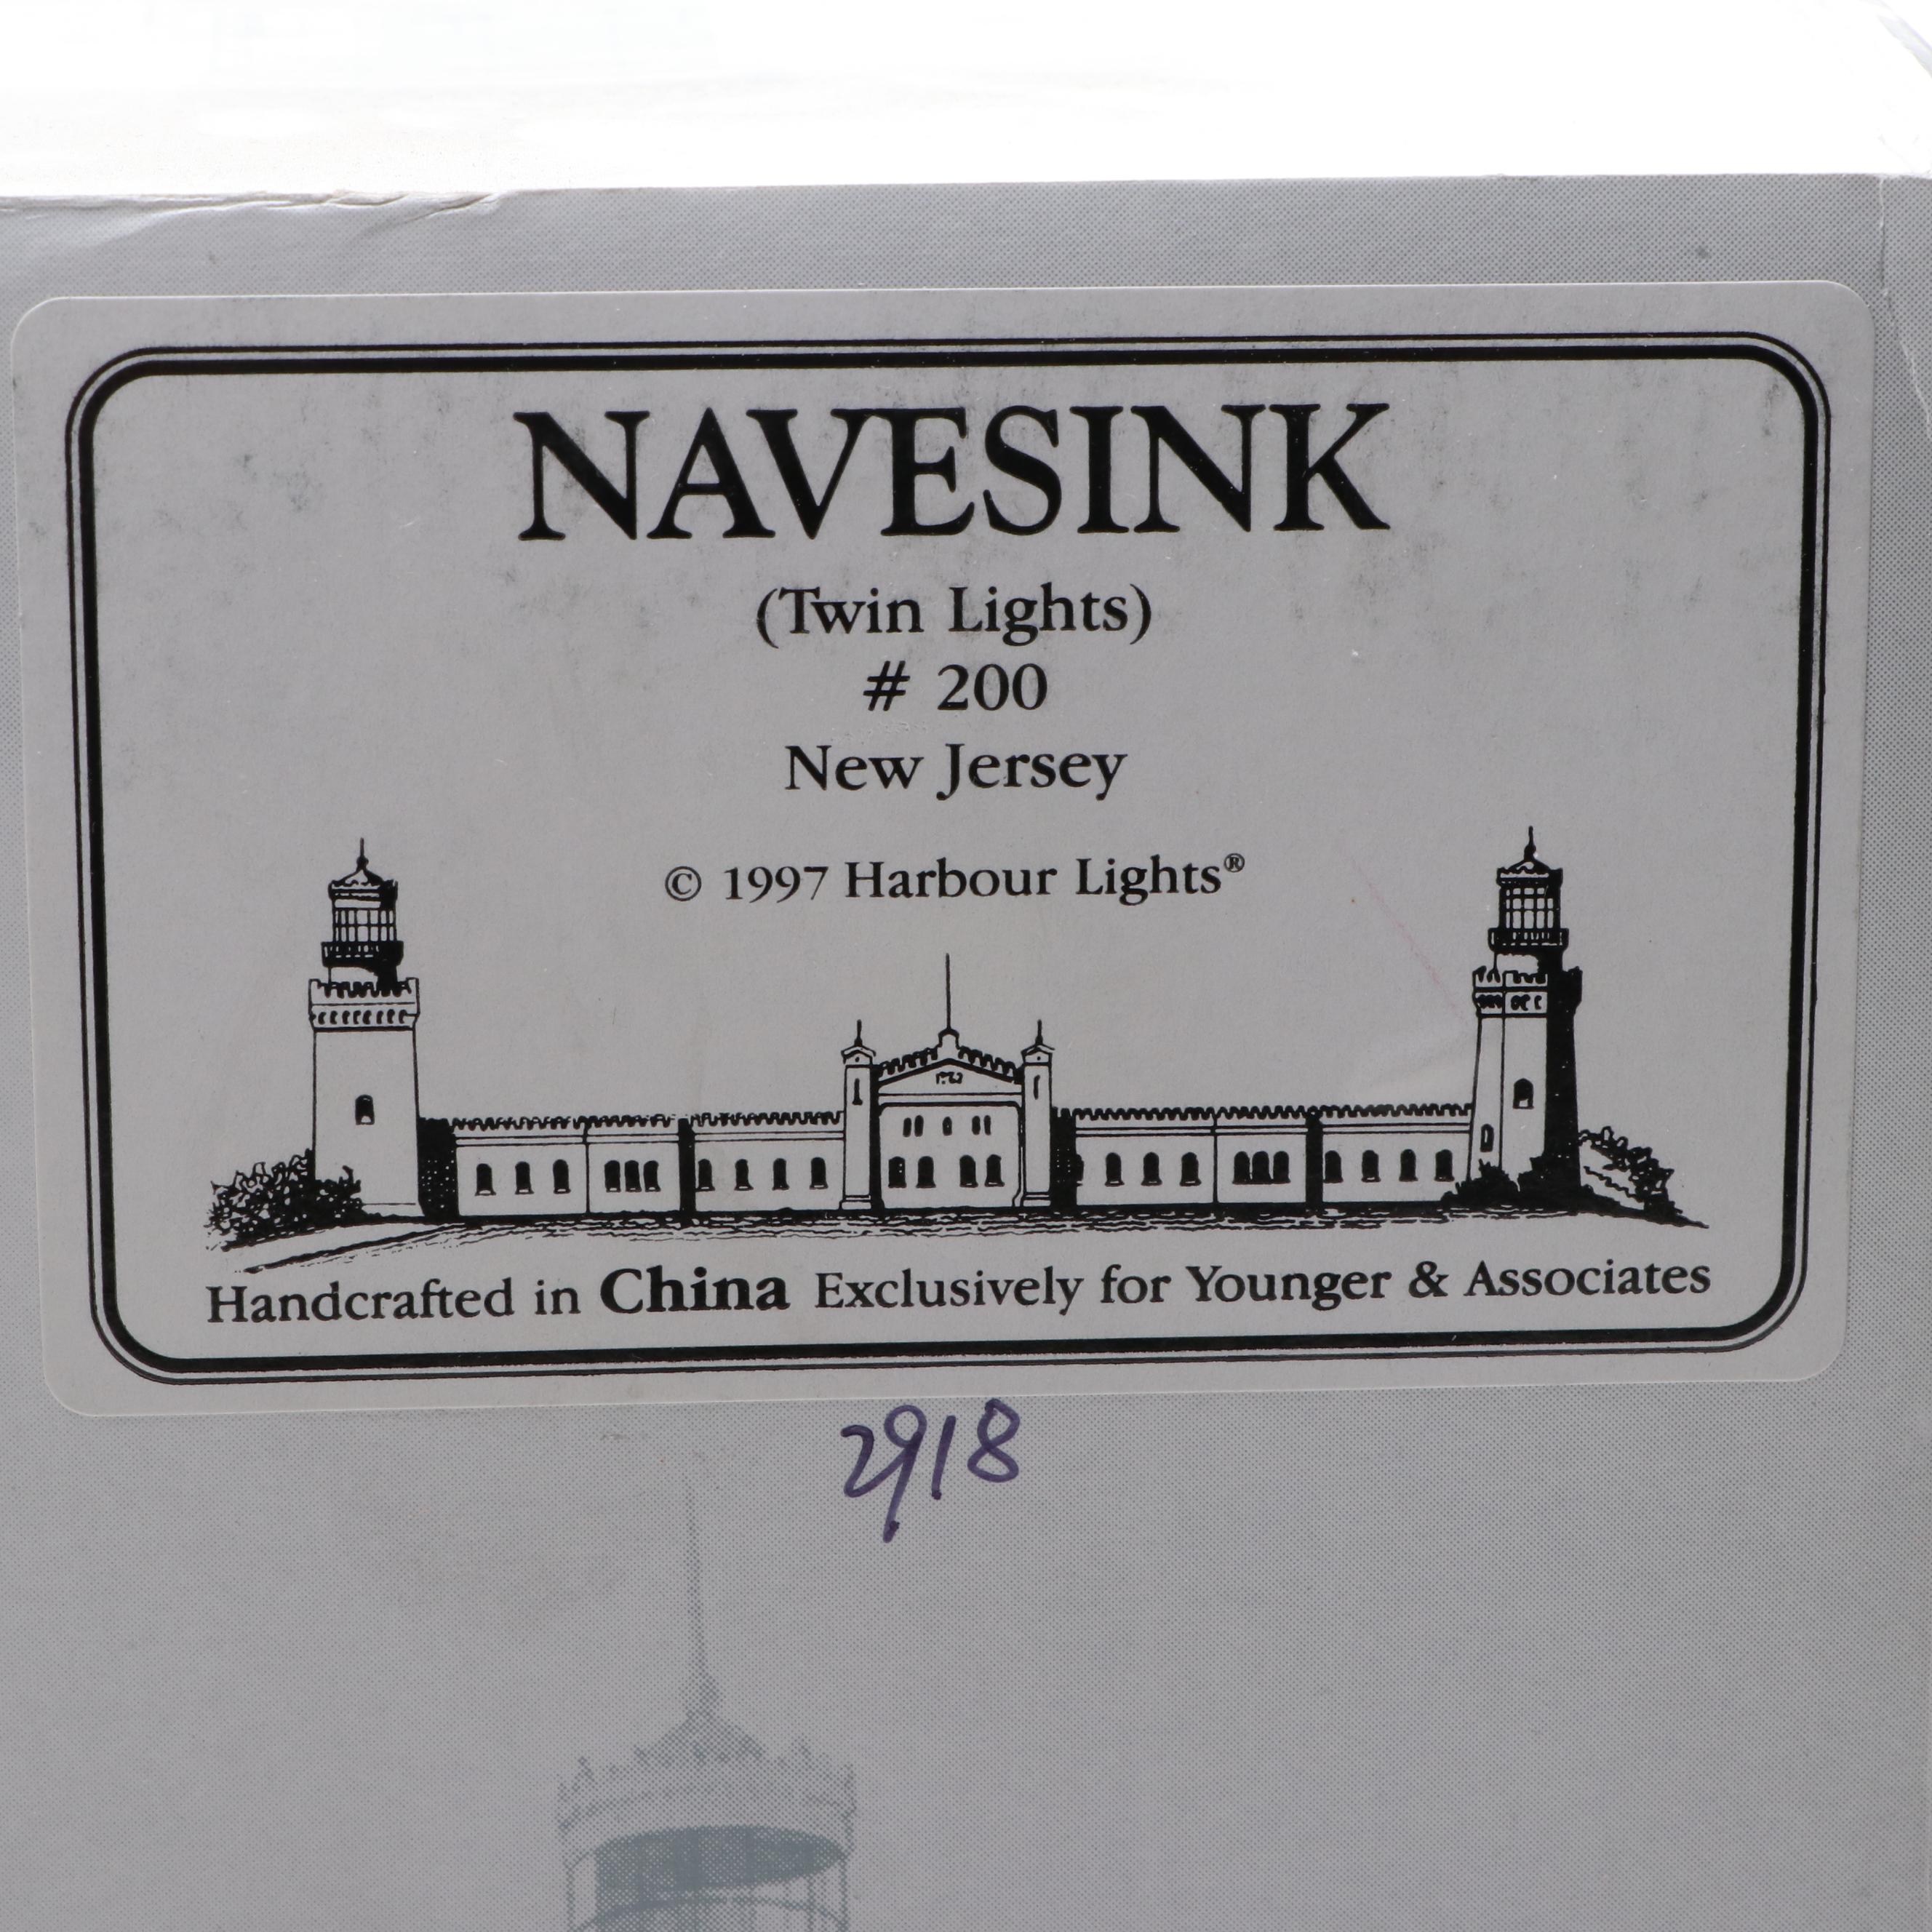 NAVESINK
(Twin Lights)
# 200
New Jersey
© 1997 Harbour Lights®
Handcrafted in China Exclusively for Younger & Associates
2918